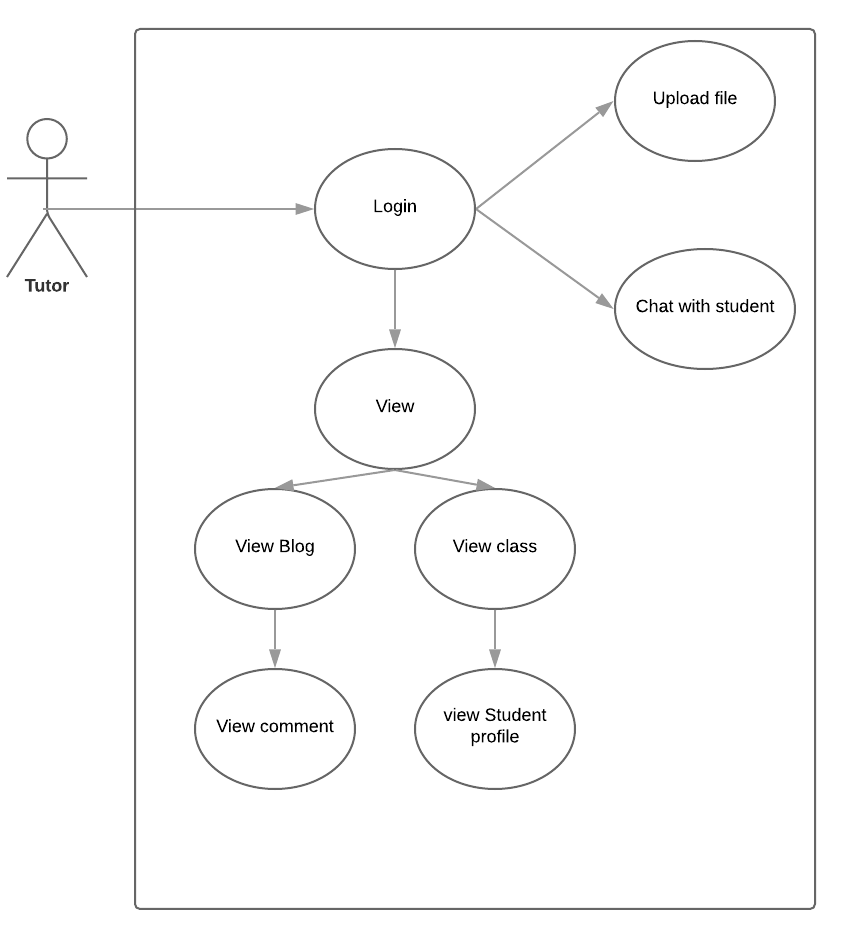 Upload file
Login
Tutor
Chat with student
View
View Blog
View class
View comment
view Student
profile